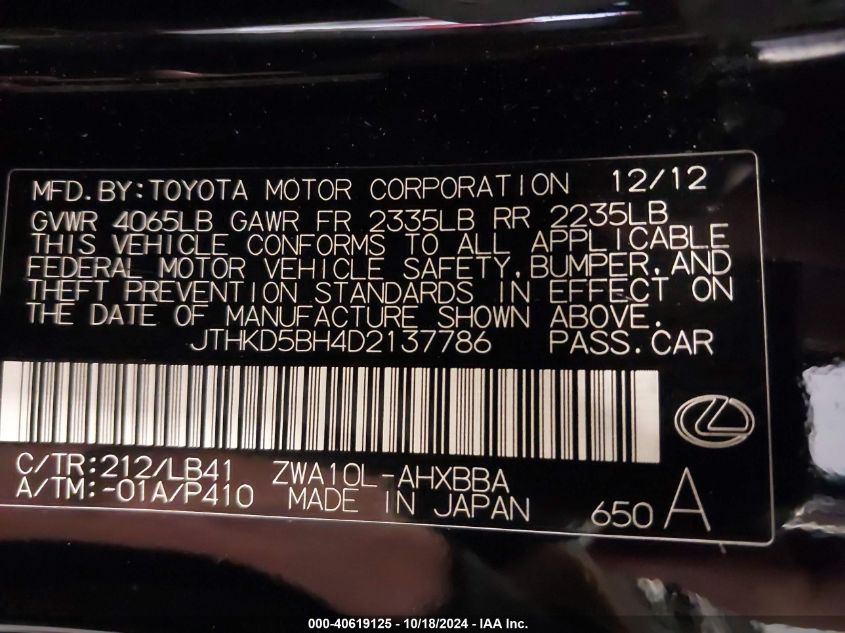 MFD.BY:TOYOTA MOTOR CORPORATION 12/12
GVWR 4065LB GAWR FR 2335LB RR 2235LB
THIS VEHICLE CONFORMS TO ALL APPLICABLE
FEDERAL MOTOR VEHICLE SAFETY,BUMPER,AND
THEFT PREVENTION STANDARDS IN EFFECT ON
THE DATE OF MANUFACTURE SHOWN ABOVE.
JTHKD5BH4D2137786 PASS.CAR
C/TR:212/LB41 ZWA10L-AHXBBA
A/TM:-01A/P410 MADE IN JAPAN 650 A
000-40619125 - 10/18/2024 - IAA Inc.